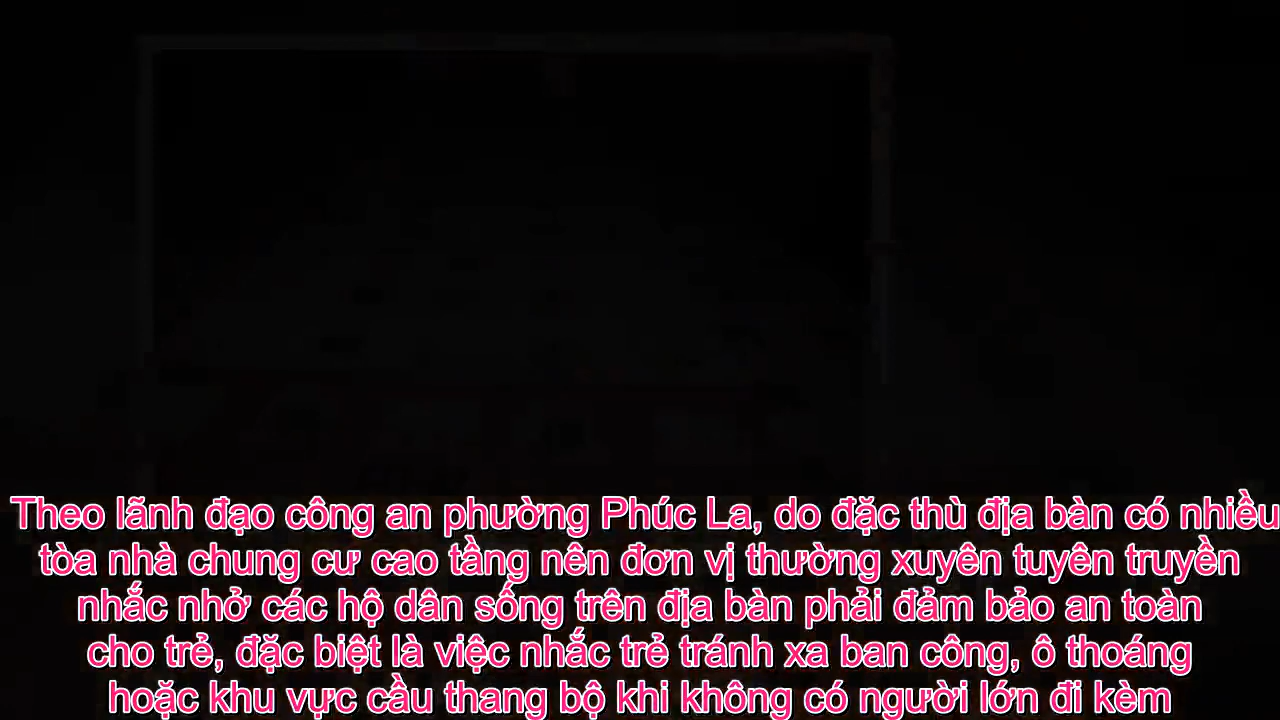 Theo lãnh đạo công an phường Phúc La, do đặc thù địa bàn có nhiều
tòa nhà chung cư cao tầng nên đơn vị thường xuyên tuyên truyền
nhắc nhở các hộ dân sống trên địa bàn phải đảm bảo an toàn
cho trẻ, đặc biệt là việc nhắc trẻ tránh xa ban công, ô thoáng
hoặc khu vực cầu thang bộ khi không có người lớn đi kèm